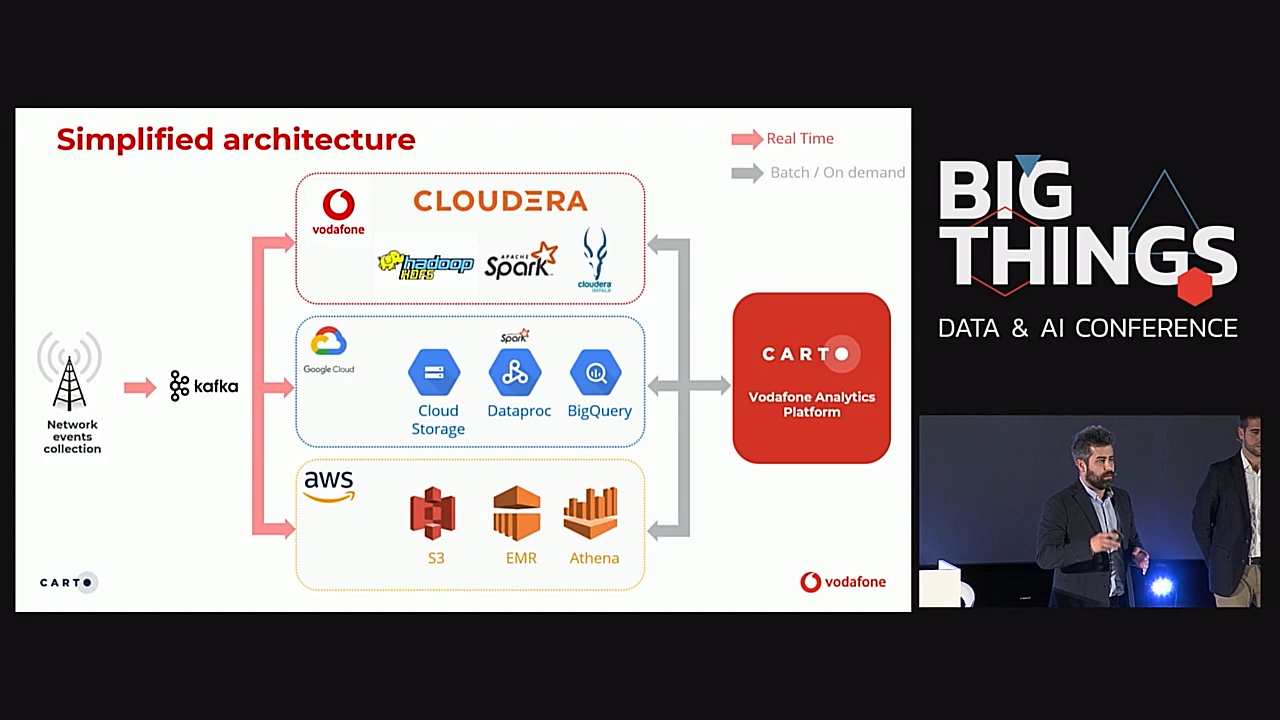 Simplified architecture
Real Time
Batch / On demand
vodafone
CLOUDERA
hadoop
HDFS
APACHE
Spark
cloudera
IMPALA
Network
events
collection
kafka
Google Cloud
Spark
Cloud
Storage
Dataproc
BigQuery
CARTO
Vodafone Analytics
Platform
aws
S3
EMR
Athena
CARTO
vodafone
BIG
THINGS
DATA & AI CONFERENCE